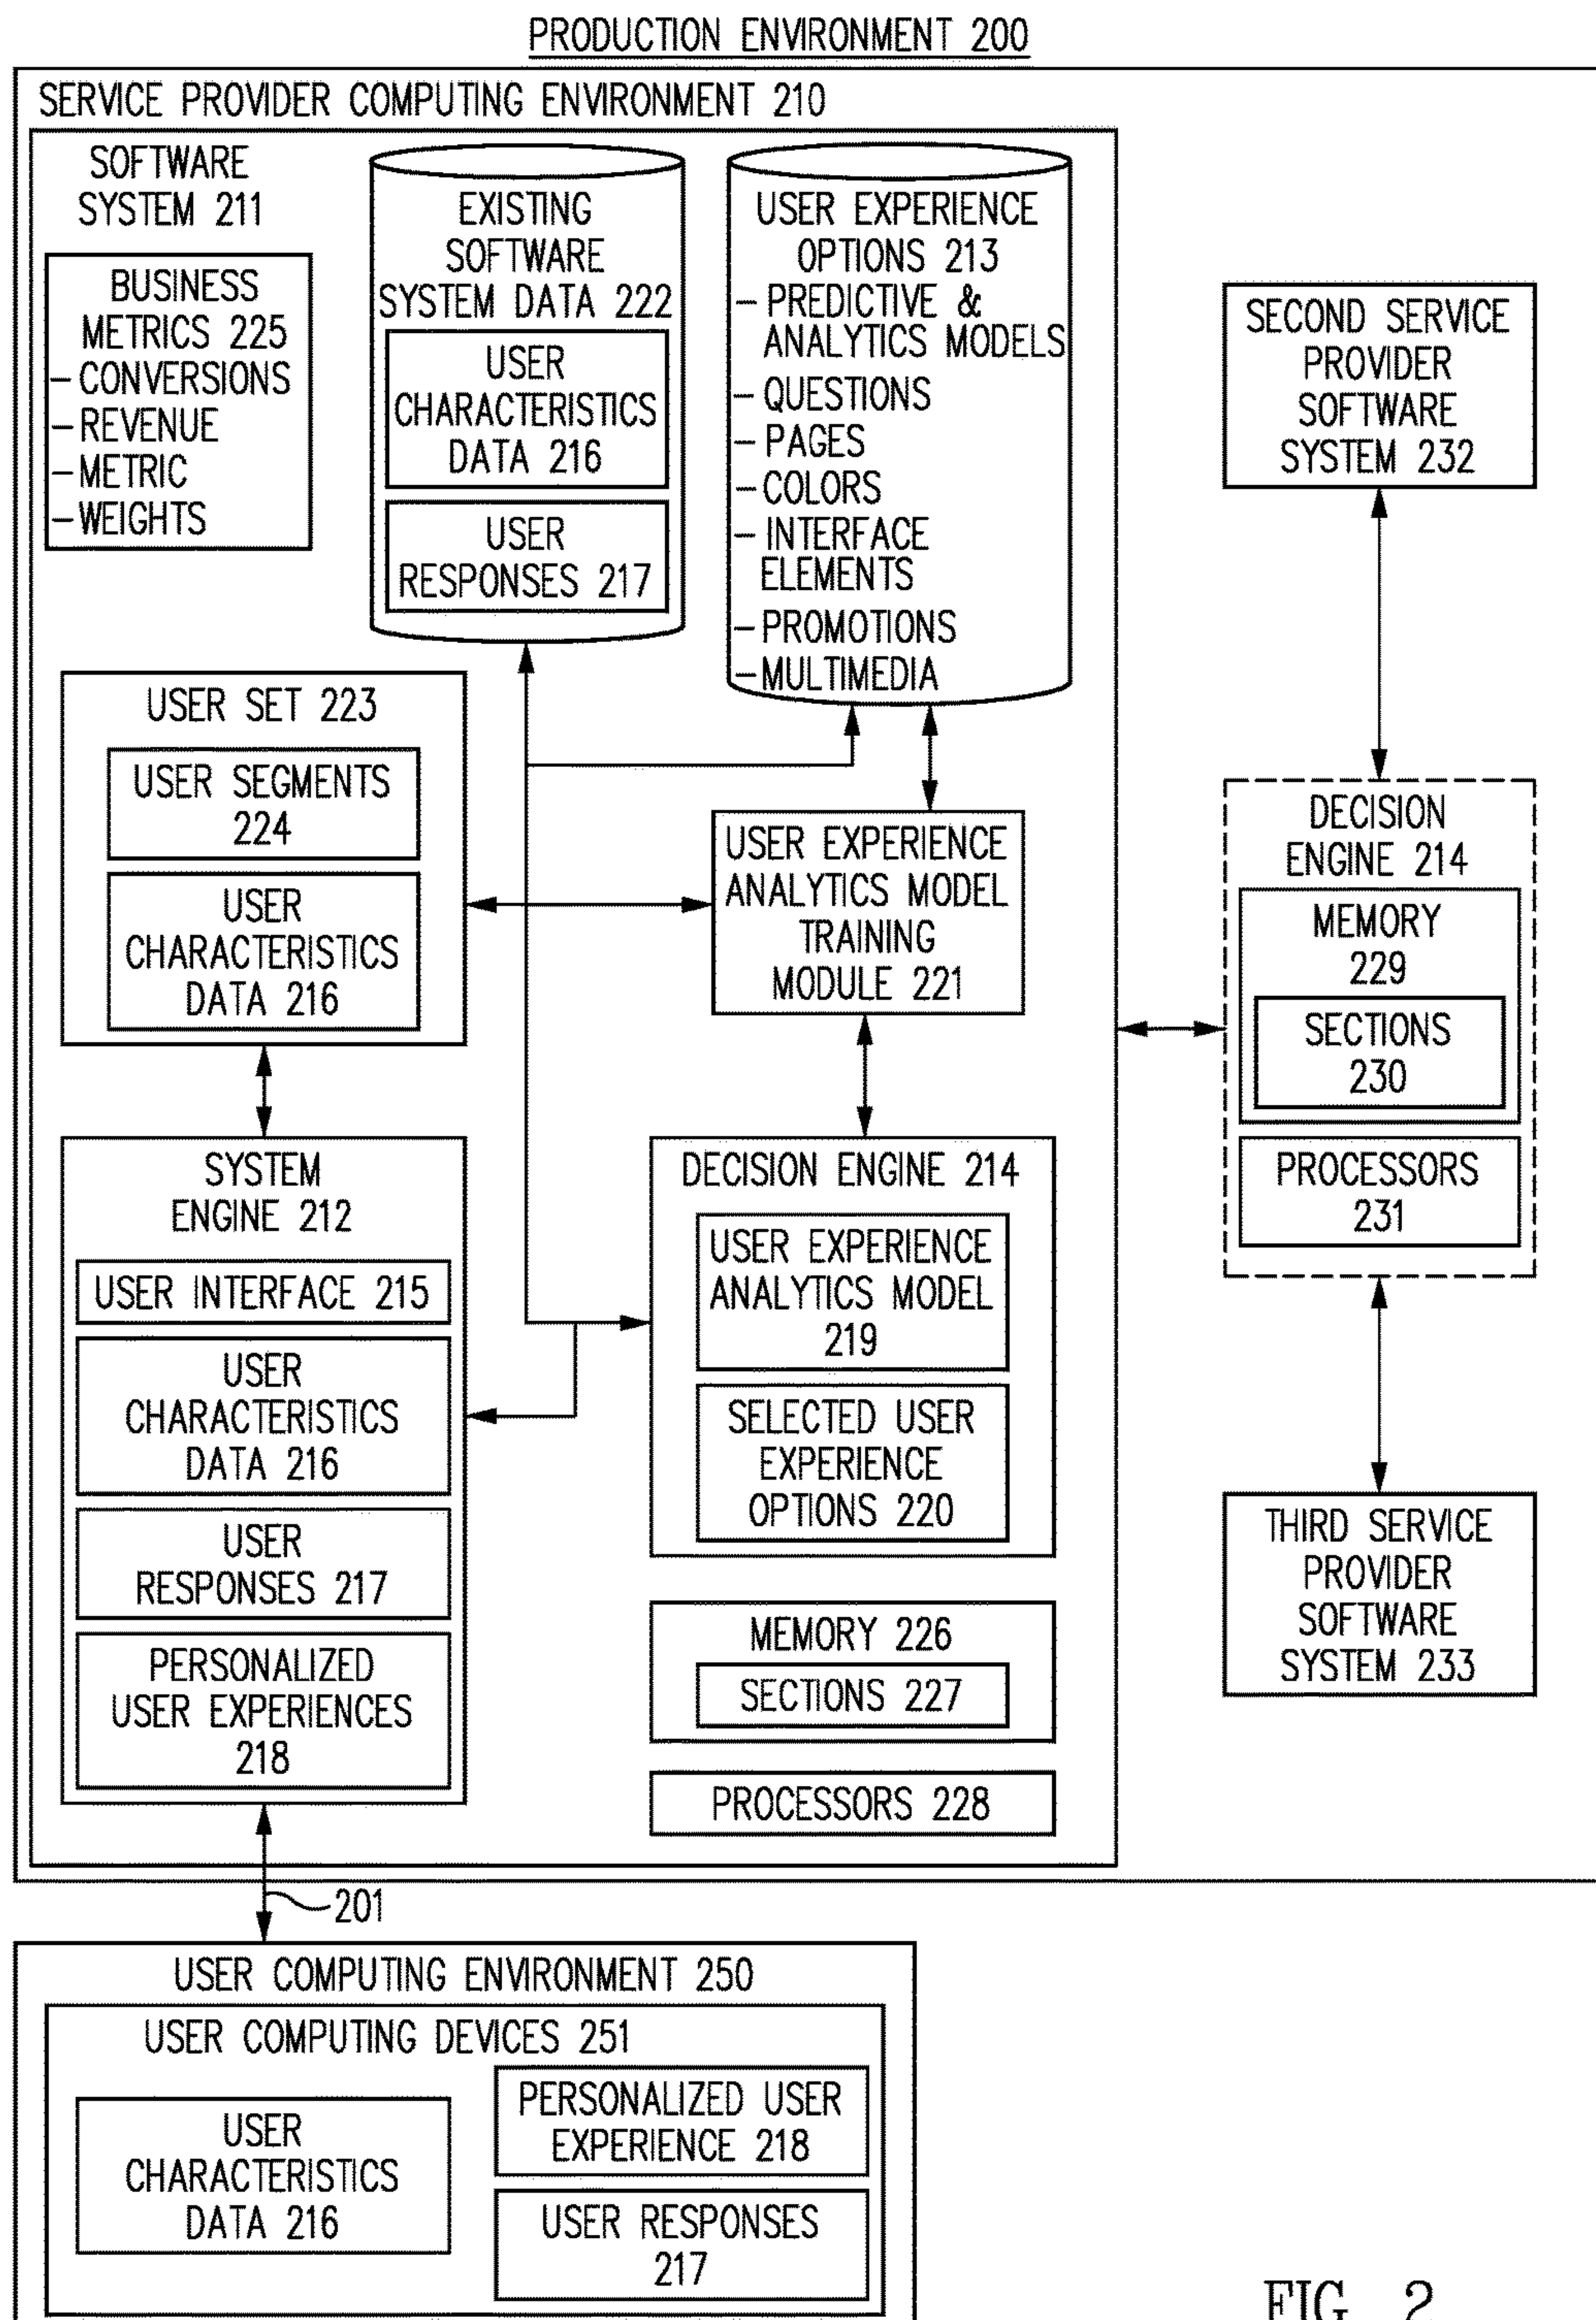 PRODUCTION ENVIRONMENT 200
SERVICE PROVIDER COMPUTING ENVIRONMENT 210
SOFTWARE
SYSTEM 211
BUSINESS
METRICS 225
– CONVERSIONS
– REVENUE
– METRIC
– WEIGHTS
EXISTING
SOFTWARE
SYSTEM DATA 222
USER
CHARACTERISTICS
DATA 216
USER
RESPONSES 217
USER EXPERIENCE
OPTIONS 213
– PREDICTIVE &
ANALYTICS MODELS
– QUESTIONS
– PAGES
– COLORS
– INTERFACE
ELEMENTS
– PROMOTIONS
– MULTIMEDIA
USER SET 223
USER SEGMENTS
224
USER
CHARACTERISTICS
DATA 216
USER EXPERIENCE
ANALYTICS MODEL
TRAINING
MODULE 221
SYSTEM
ENGINE 212
USER INTERFACE 215
USER
CHARACTERISTICS
DATA 216
USER
RESPONSES 217
PERSONALIZED
USER EXPERIENCES
218
DECISION ENGINE 214
USER EXPERIENCE
ANALYTICS MODEL
219
SELECTED USER
EXPERIENCE
OPTIONS 220
MEMORY 226
SECTIONS 227
PROCESSORS 228
SECOND SERVICE
PROVIDER
SOFTWARE
SYSTEM 232
DECISION
ENGINE 214
MEMORY
229
SECTIONS
230
PROCESSORS
231
THIRD SERVICE
PROVIDER
SOFTWARE
SYSTEM 233
201
USER COMPUTING ENVIRONMENT 250
USER COMPUTING DEVICES 251
USER
CHARACTERISTICS
DATA 216
PERSONALIZED USER
EXPERIENCE 218
USER RESPONSES
217
FIG. 2